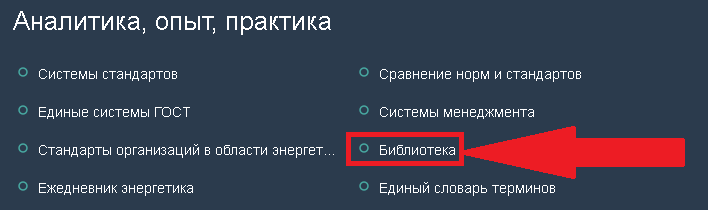 Аналитика, опыт, практика
Системы стандартов
Сравнение норм и стандартов
Единые системы ГОСТ
Системы менеджмента
Стандарты организаций в области энергет...
Библиотека
Ежедневник энергетика
Единый словарь терминов